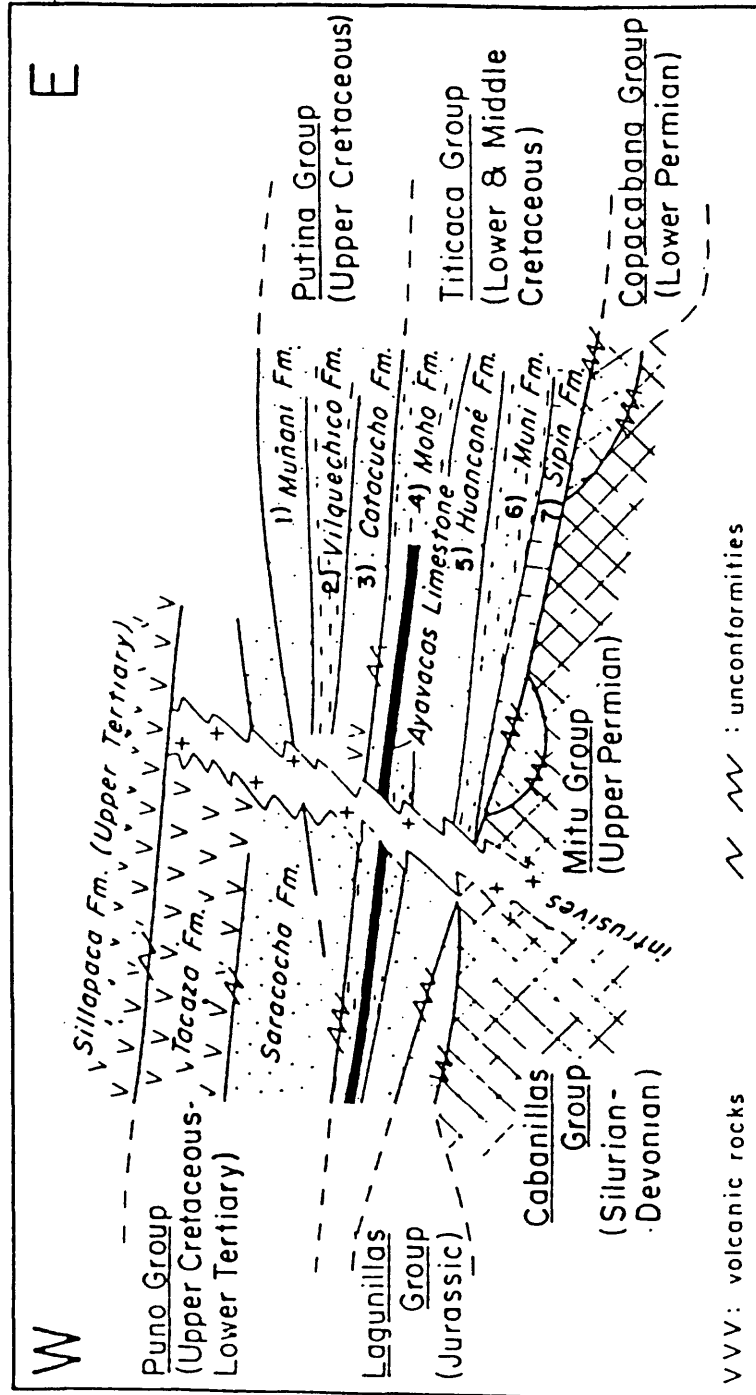 W
E
Sillapaca Fm. (Upper Tertiary)
Tacaza Fm.
Saracocha Fm.
Puno Group
(Upper Cretaceous-
Lower Tertiary)
Lagunillas
Group
(Jurassic)
Cabanillas
Group
(Silurian-
Devonian)
intrusives
Mitu Group
(Upper Permian)
1) Muñani Fm.
2) Vilquechico Fm.
3) Catacucho Fm.
4) Moho Fm.
Ayavacas Limestone
5) Huancané Fm.
6) Muni Fm.
7) Sipin Fm.
Putina Group
(Upper Cretaceous)
Titicaca Group
(Lower & Middle
Cretaceous)
Copacabana Group
(Lower Permian)
VVV: volcanic rocks
: unconformities